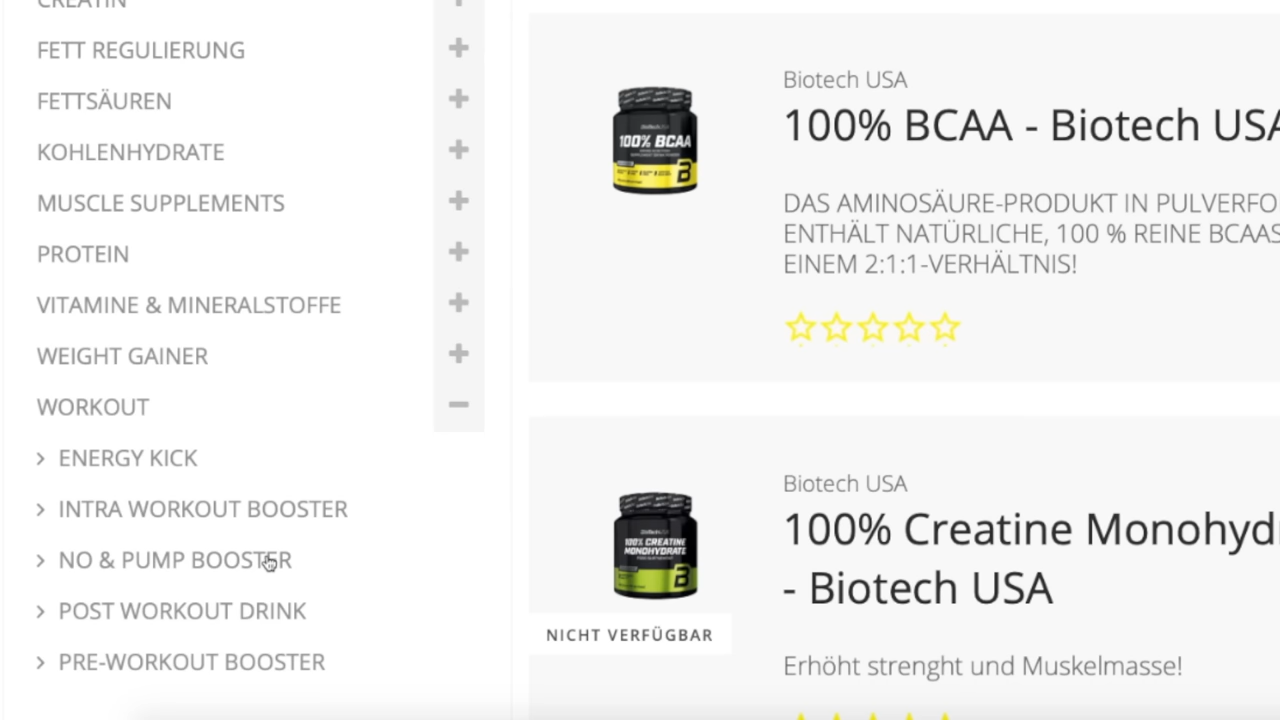 CREATIN
FETT REGULIERUNG
FETTSÄUREN
KOHLENHYDRATE
MUSCLE SUPPLEMENTS
PROTEIN
VITAMINE & MINERALSTOFFE
WEIGHT GAINER
WORKOUT
ENERGY KICK
INTRA WORKOUT BOOSTER
NO & PUMP BOOSTER
POST WORKOUT DRINK
PRE-WORKOUT BOOSTER
100% BCAA
B
Biotech USA
100% BCAA - Biotech USA
DAS AMINOSÄURE-PRODUKT IN PULVERFO
ENTHÄLT NATÜRLICHE, 100 % REINE BCAAS
EINEM 2:1:1-VERHÄLTNIS!
100% CREATINE
MONOHYDRATE
B
NICHT VERFÜGBAR
Biotech USA
100% Creatine Monohyd
- Biotech USA
Erhöht strenght und Muskelmasse!